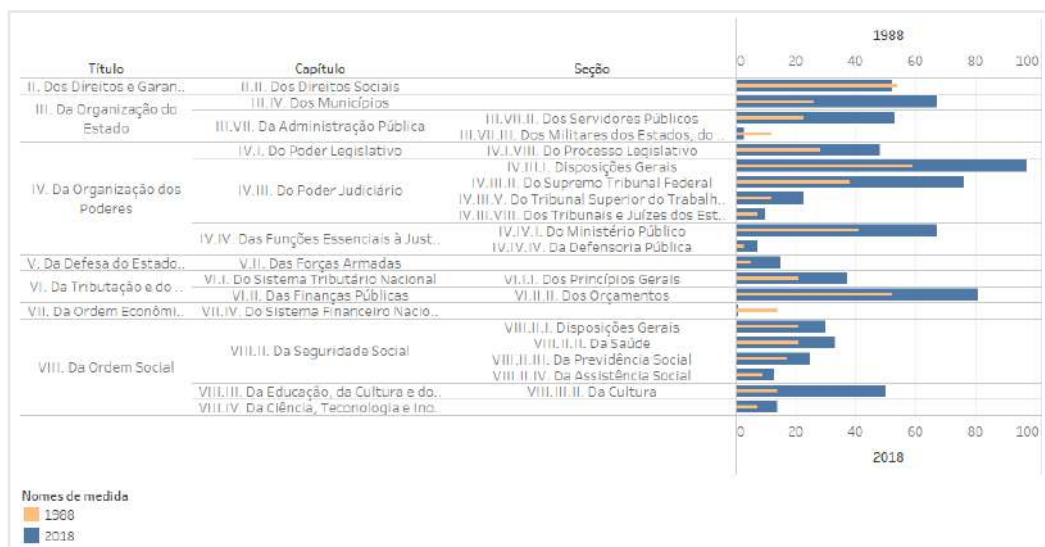 1988
Título Capítulo Seção 0 20 40 60 80 100
II. Dos Direitos e Garan.. II.II. Dos Direitos Sociais
III. Da Organização do Estado III.IV. Dos Municípios
III.VII. Da Administração Pública III.VII.II. Dos Servidores Públicos
III.VII.III. Dos Militares dos Estados, do ..
IV. Da Organização dos Poderes IV.I. Do Poder Legislativo IV.I.VIII. Do Processo Legislativo
IV.III. Do Poder Judiciário IV.III.I. Disposições Gerais
IV.III.II. Do Supremo Tribunal Federal
IV.III.V. Do Tribunal Superior do Trabalh..
IV.III.VIII. Dos Tribunais e Juízes dos Est..
IV.IV. Das Funções Essenciais à Just.. IV.IV.I. Do Ministério Público
IV.IV.IV. Da Defensoria Pública
V. Da Defesa do Estado.. V.II. Das Forças Armadas
VI. Da Tributação e do .. VI.I. Do Sistema Tributário Nacional VI.I.I. Dos Princípios Gerais
VI.II. Das Finanças Públicas VI.II.II. Dos Orçamentos
VII. Da Ordem Econômi.. VII.IV. Do Sistema Financeiro Nacio..
VIII. Da Ordem Social VIII.II. Da Seguridade Social VIII.II.I. Disposições Gerais
VIII.II.II. Da Saúde
VIII.II.III. Da Previdência Social
VIII.II.IV. Da Assistência Social
VIII.III. Da Educação, da Cultura e do.. VIII.III.II. Da Cultura
VIII.IV. Da Ciência, Teconologia e Ino..
0 20 40 60 80 100
2018
Nomes de medida
1988
2018